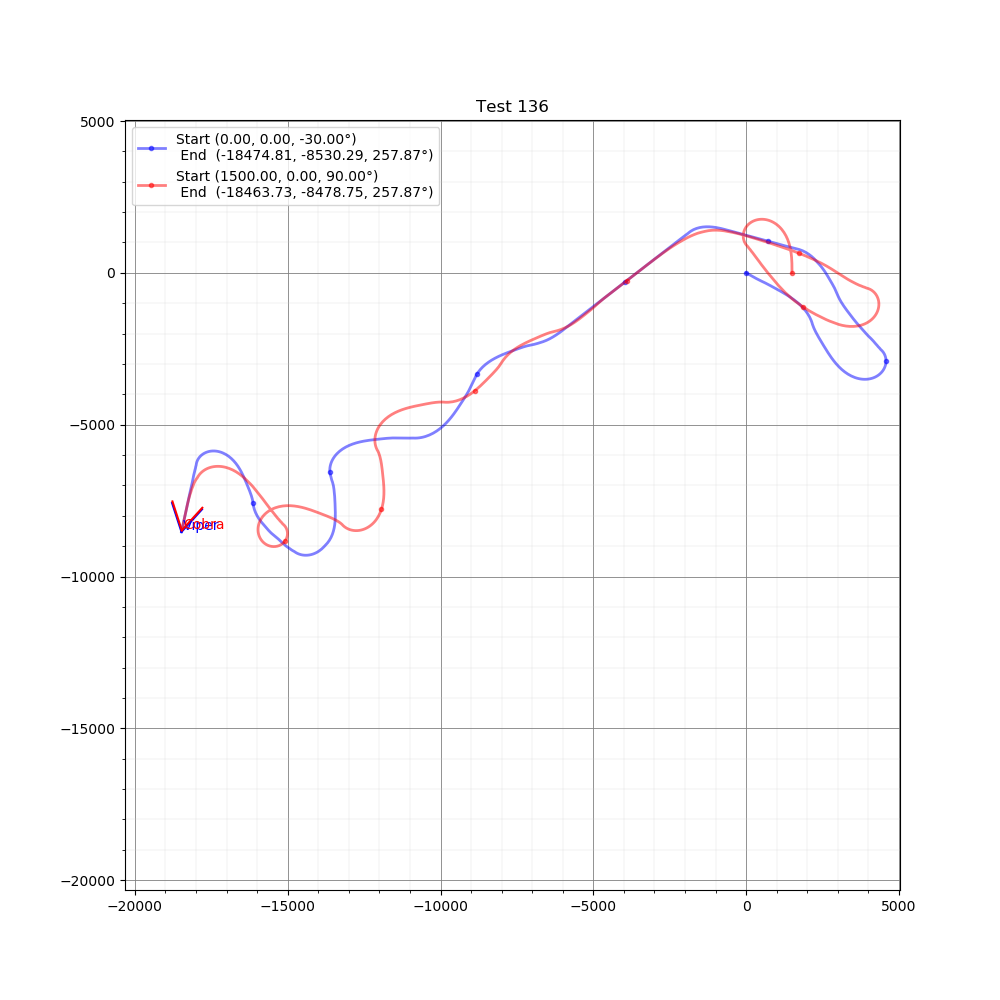 Test 136
Start (0.00, 0.00, -30.00°)
End  (-18474.81, -8530.29, 257.87°)
Start (1500.00, 0.00, 90.00°)
End  (-18463.73, -8478.75, 257.87°)
5000
0
−5000
−10000
−15000
−20000
−20000
−15000
−10000
−5000
0
5000